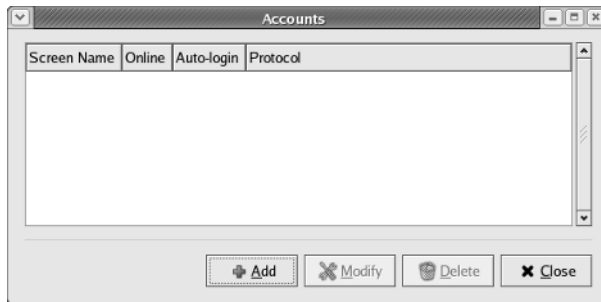 Accounts
Screen Name Online Auto-login Protocol
Add Modify Delete Close